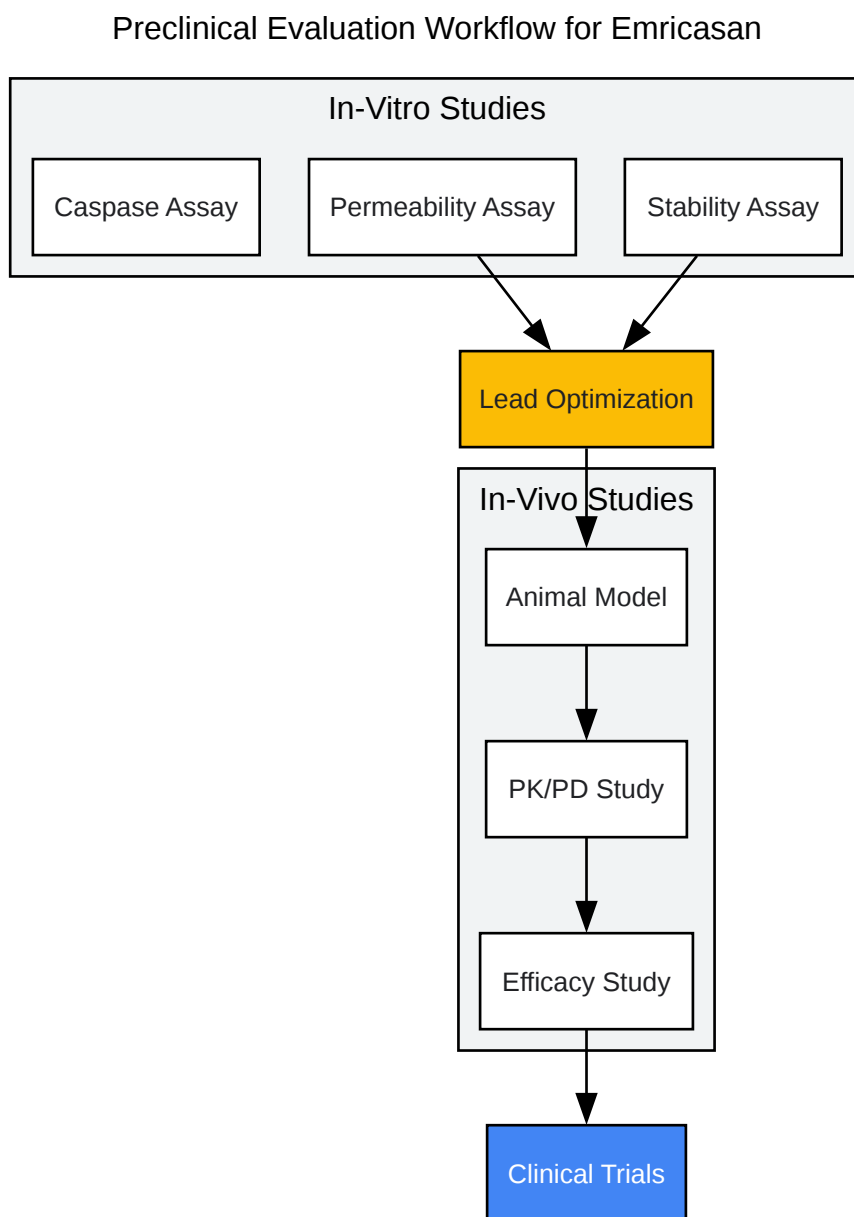 Preclinical Evaluation Workflow for Emricasan
In-Vitro Studies
Caspase Assay
Permeability Assay
Stability Assay
Lead Optimization
In-Vivo Studies
Animal Model
PK/PD Study
Efficacy Study
Clinical Trials